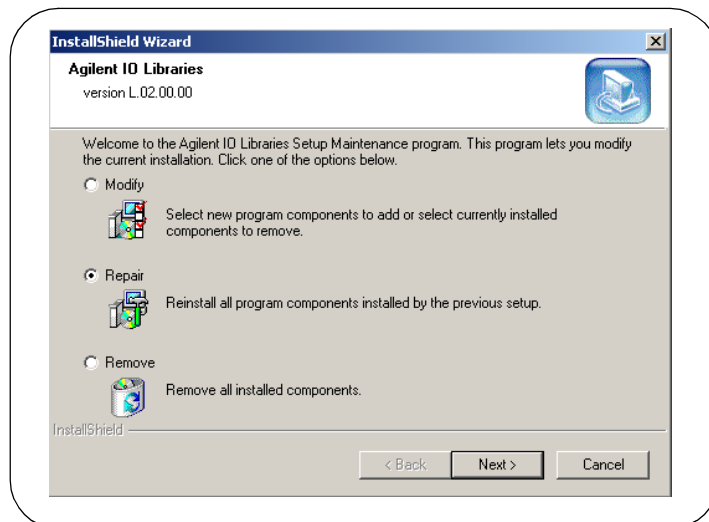 InstallShield Wizard
Agilent IO Libraries
version L.02.00.00
Welcome to the Agilent IO Libraries Setup Maintenance program. This program lets you modify
the current installation. Click one of the options below.
Modify
Select new program components to add or select currently installed
components to remove.
Repair
Reinstall all program components installed by the previous setup.
Remove
Remove all installed components.
InstallShield
< Back
Next >
Cancel